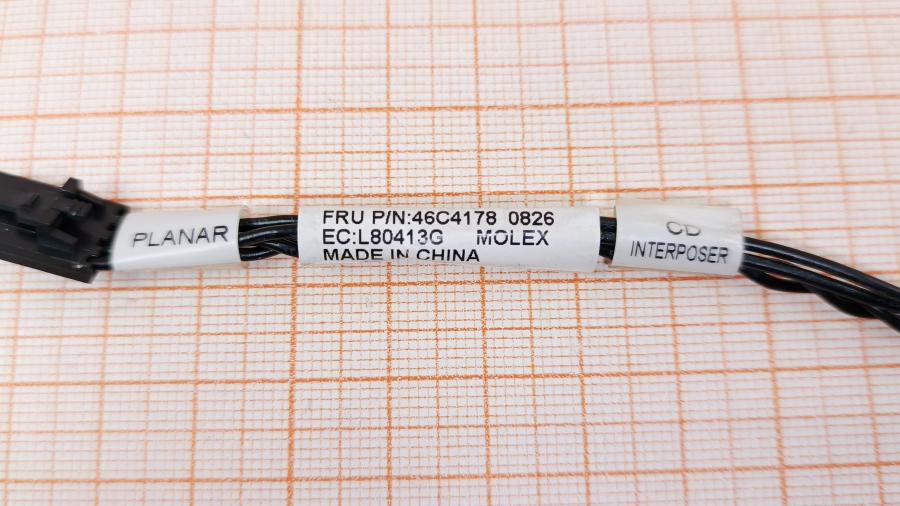 PLANAR
FRU P/N:46C4178 0826
EC:L80413G MOLEX
MADE IN CHINA
CD
INTERPOSER